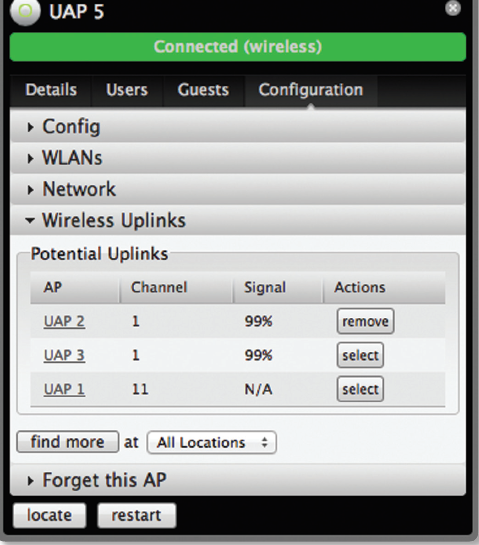 UAP 5
Connected (wireless)
Details Users Guests Configuration
Config
WLANs
Network
Wireless Uplinks
Potential Uplinks
AP Channel Signal Actions
UAP 2 1 99% remove
UAP 3 1 99% select
UAP 1 11 N/A select
find more at All Locations
Forget this AP
locate restart